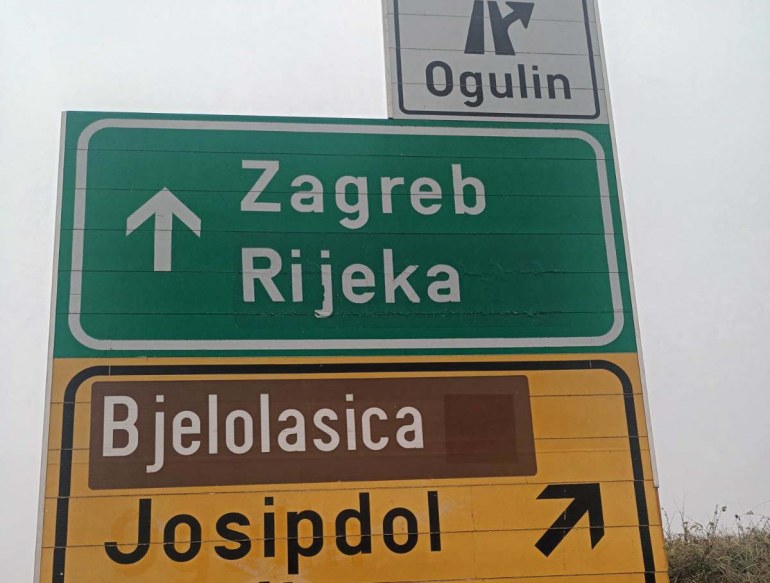 Ogulin
Zagreb
Rijeka
Bjelolasica
Josipdol